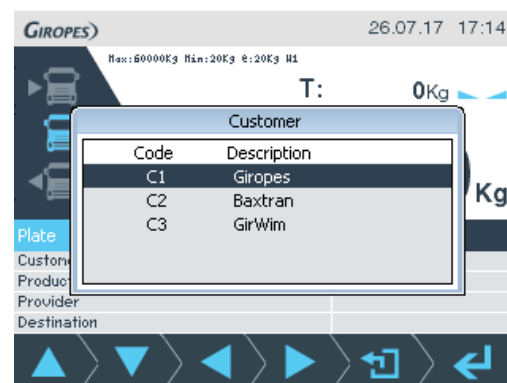 GIROPES) 26.07.17 17:14
Max:60000Kg Min:20Kg e:20Kg W1
T: 0Kg
Customer
Code Description
C1 Giropes
C2 Baxtran
C3 GirWim
Kg
Plate
Custom
Product
Provider
Destination